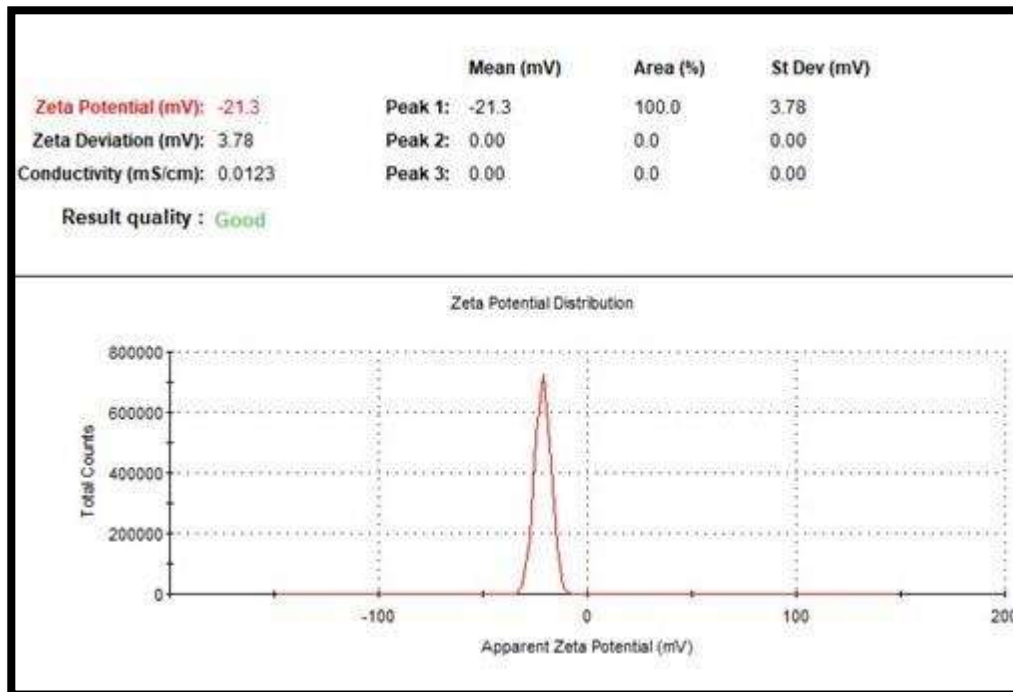 Mean (mV) Area (%) St Dev (mV)
Zeta Potential (mV): -21.3 Peak 1: -21.3 100.0 3.78
Zeta Deviation (mV): 3.78 Peak 2: 0.00 0.0 0.00
Conductivity (mS/cm): 0.0123 Peak 3: 0.00 0.0 0.00
Result quality : Good
Zeta Potential Distribution
800000
600000
400000
200000
0
Total Counts
-100 0 100 200
Apparent Zeta Potential (mV)